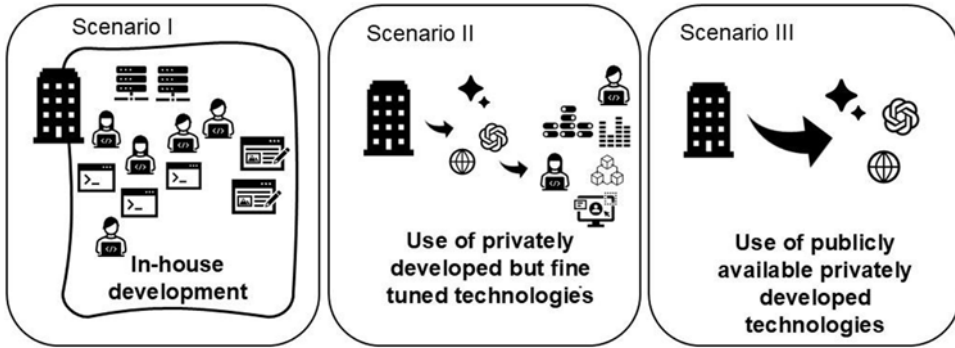 Scenario I
In-house
development
Scenario II
Use of privately
developed but fine
tuned technologies
Scenario III
Use of publicly
available privately
developed
technologies